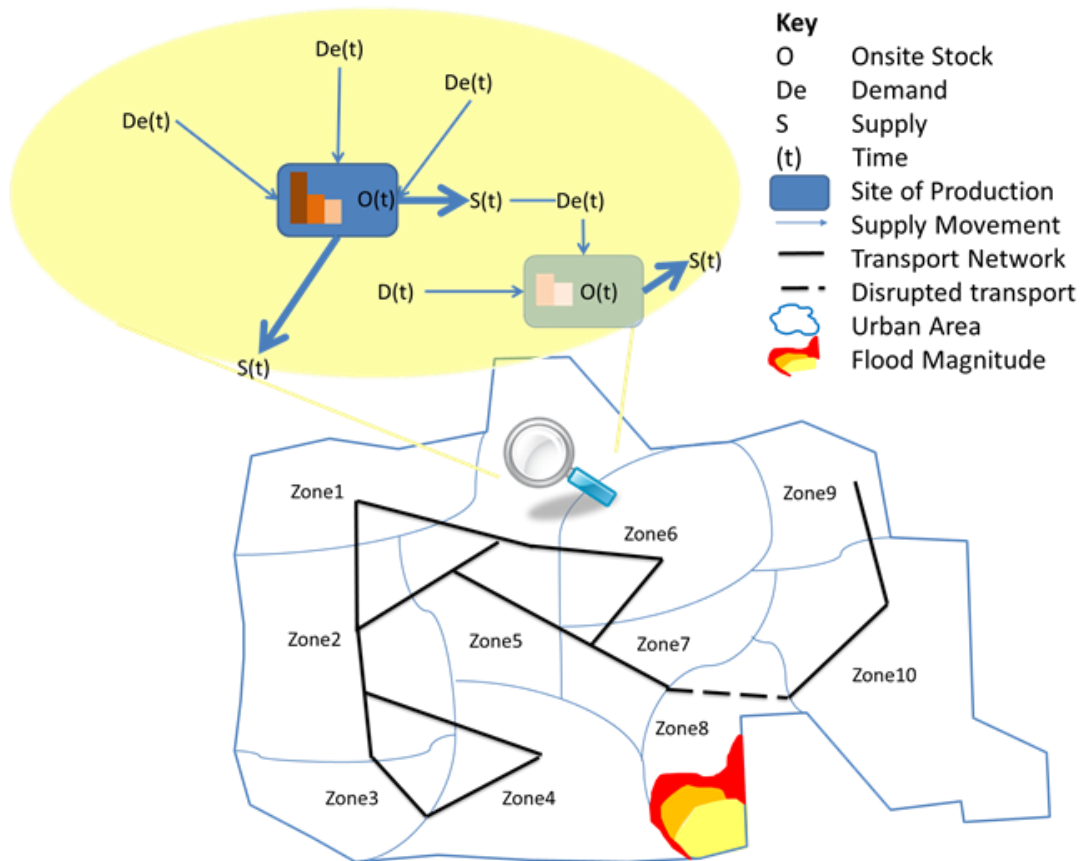 De(t)
De(t)
De(t)
O(t)
S(t)
De(t)
D(t)
O(t)
S(t)
S(t)
Key
O Onsite Stock
De Demand
S Supply
(t) Time
Site of Production
Supply Movement
Transport Network
Disrupted transport
Urban Area
Flood Magnitude
Zone1
Zone9
Zone6
Zone2
Zone5
Zone7
Zone10
Zone8
Zone3
Zone4